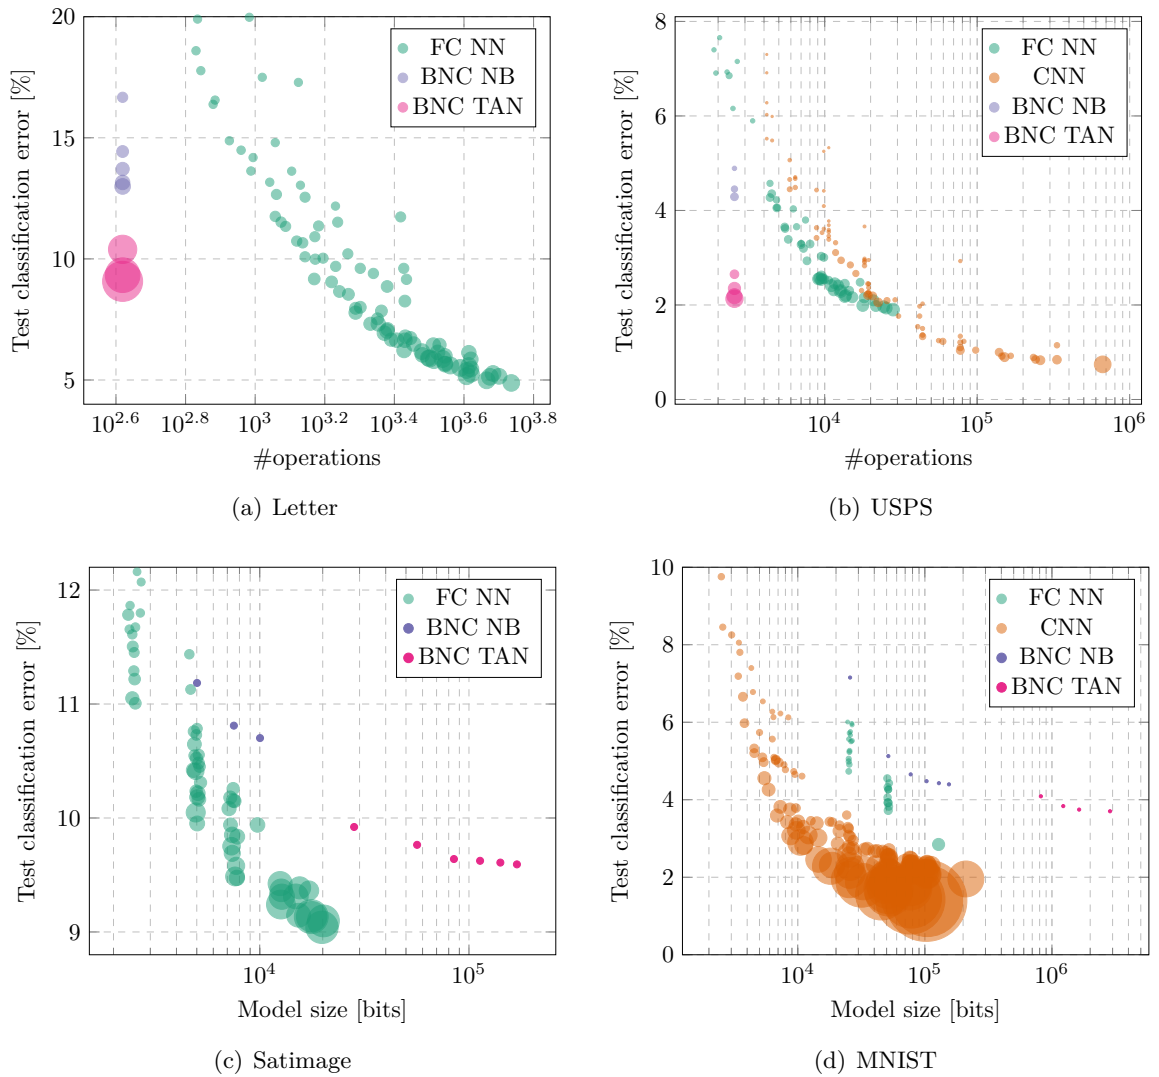 Test classification error [%]
20
15
10
5
FC NN
BNC NB
BNC TAN
10^2.6
10^2.8
10^3
10^3.2
10^3.4
10^3.6
10^3.8
#operations
(a) Letter
Test classification error [%]
8
6
4
2
0
FC NN
CNN
BNC NB
BNC TAN
10^4
10^5
10^6
#operations
(b) USPS
Test classification error [%]
12
11
10
9
FC NN
BNC NB
BNC TAN
10^4
10^5
Model size [bits]
(c) Satimage
Test classification error [%]
10
8
6
4
2
0
FC NN
CNN
BNC NB
BNC TAN
10^4
10^5
10^6
Model size [bits]
(d) MNIST